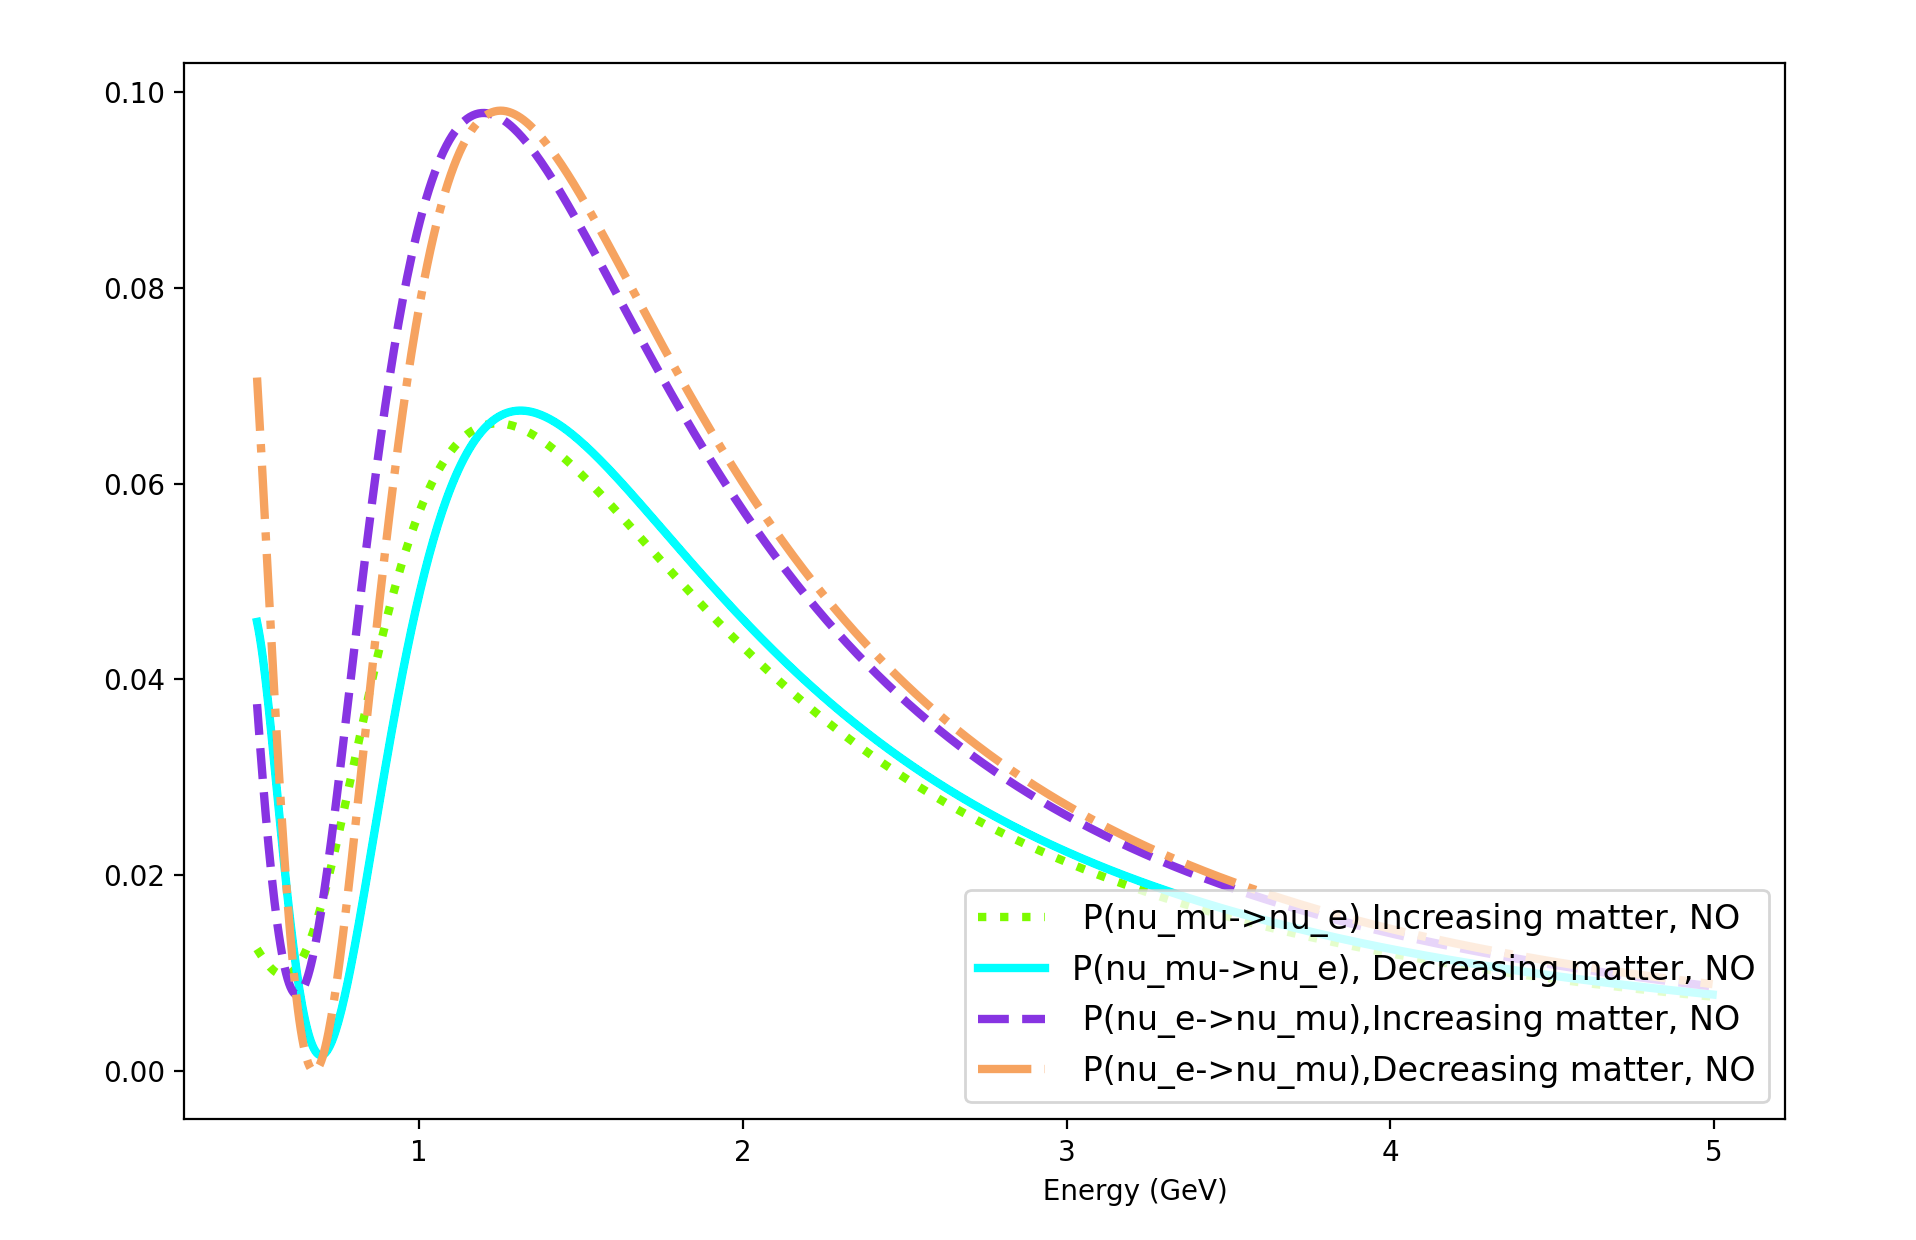 0.10
0.08
0.06
0.04
0.02
0.00
P(nu_mu->nu_e) Increasing matter, NO
P(nu_mu->nu_e), Decreasing matter, NO
P(nu_e->nu_mu),Increasing matter, NO
P(nu_e->nu_mu),Decreasing matter, NO
1 2 3 4 5
Energy (GeV)